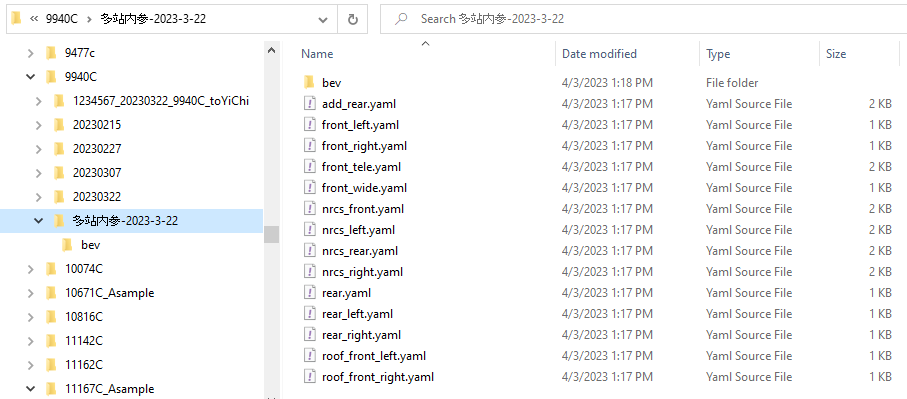 « 9940C > 多站内参-2023-3-22
Search 多站内参-2023-3-22
9477c
9940C
1234567_20230322_9940C_toYiChi
20230215
20230227
20230307
20230322
多站内参-2023-3-22
bev
10074C
10671C_Asample
10816C
11142C
11162C
11167C_Asample
Name Date modified Type Size
bev 4/3/2023 1:18 PM File folder
add_rear.yaml 4/3/2023 1:17 PM Yaml Source File 2 KB
front_left.yaml 4/3/2023 1:17 PM Yaml Source File 1 KB
front_right.yaml 4/3/2023 1:17 PM Yaml Source File 1 KB
front_tele.yaml 4/3/2023 1:17 PM Yaml Source File 2 KB
front_wide.yaml 4/3/2023 1:17 PM Yaml Source File 1 KB
nrcs_front.yaml 4/3/2023 1:17 PM Yaml Source File 2 KB
nrcs_left.yaml 4/3/2023 1:17 PM Yaml Source File 2 KB
nrcs_rear.yaml 4/3/2023 1:17 PM Yaml Source File 2 KB
nrcs_right.yaml 4/3/2023 1:17 PM Yaml Source File 2 KB
rear.yaml 4/3/2023 1:17 PM Yaml Source File 1 KB
rear_left.yaml 4/3/2023 1:17 PM Yaml Source File 1 KB
rear_right.yaml 4/3/2023 1:17 PM Yaml Source File 1 KB
roof_front_left.yaml 4/3/2023 1:17 PM Yaml Source File 1 KB
roof_front_right.yaml 4/3/2023 1:17 PM Yaml Source File 1 KB